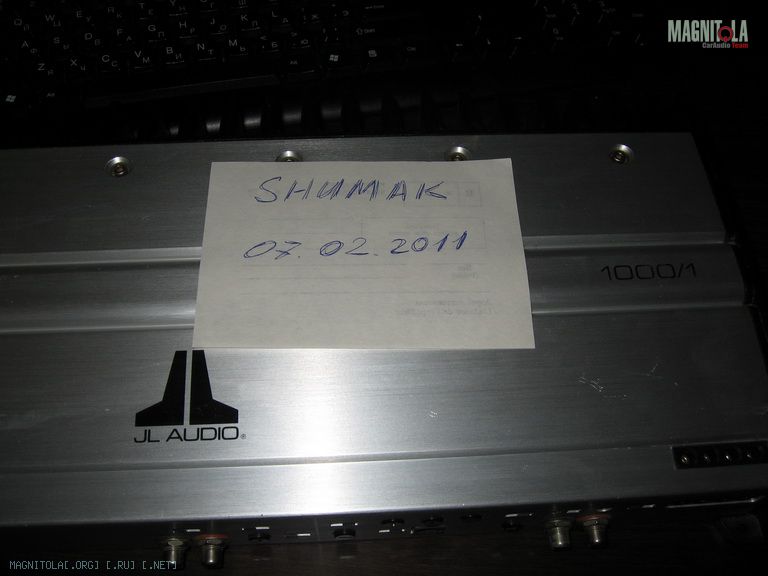 MAGNITOLA
CarAudio Team
SHUMAK
07.02.2011
1000/1
JL AUDIO®
MAGNITOLA[.ORG] [.RU] [.NET]